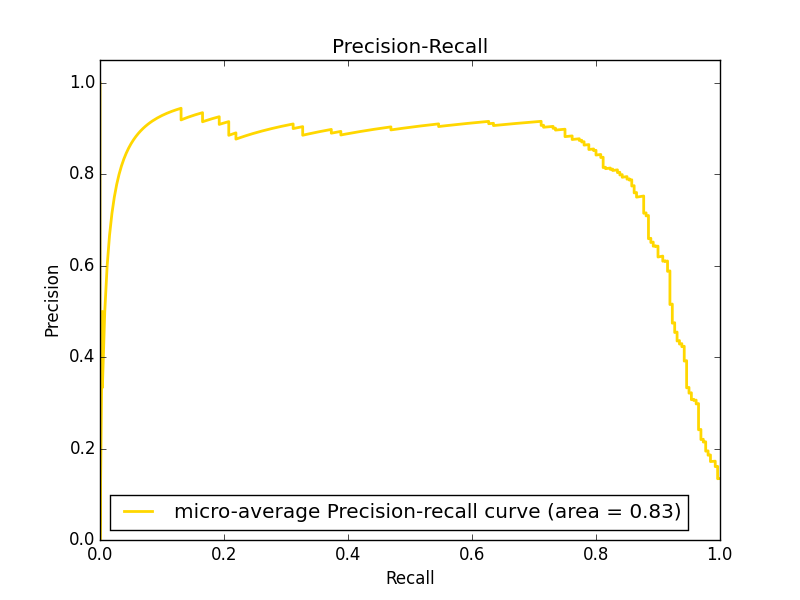 Precision-Recall
1.0
0.8
0.6
0.4
0.2
0.0
Precision
micro-average Precision-recall curve (area = 0.83)
0.0 0.2 0.4 0.6 0.8 1.0
Recall